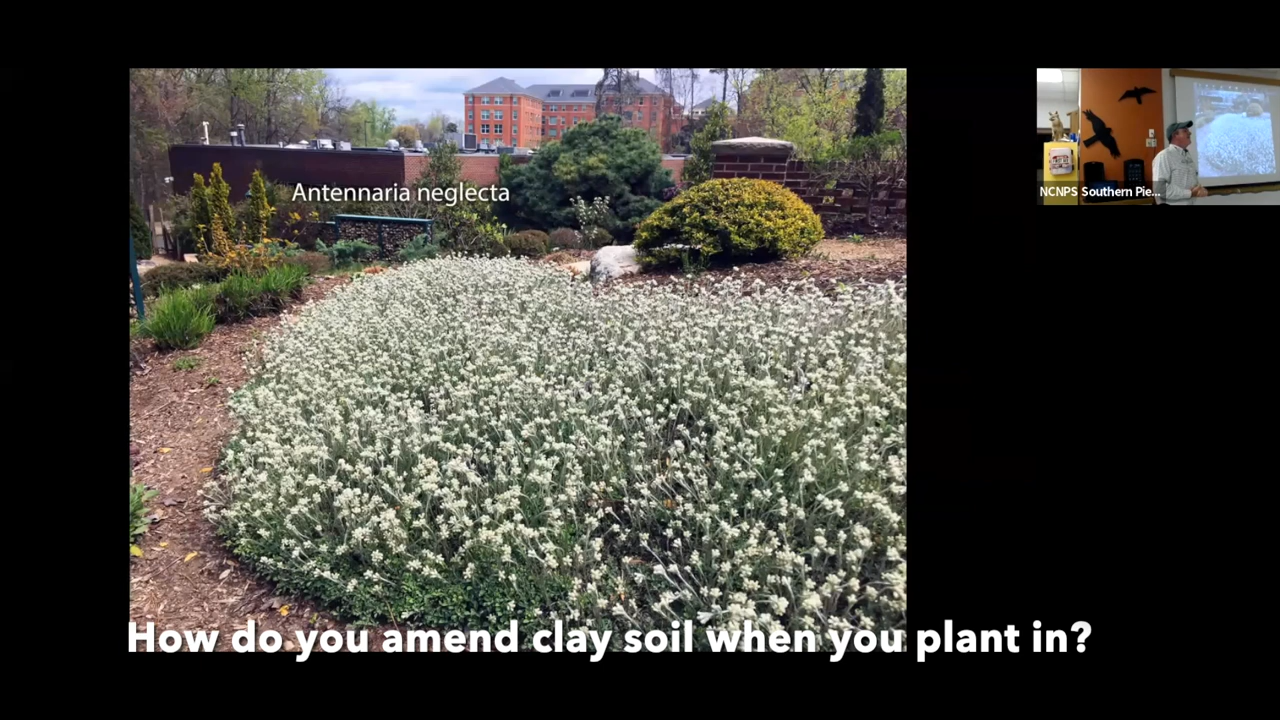 Antennaria neglecta
NCNPS Southern Pie...
How do you amend clay soil when you plant in?